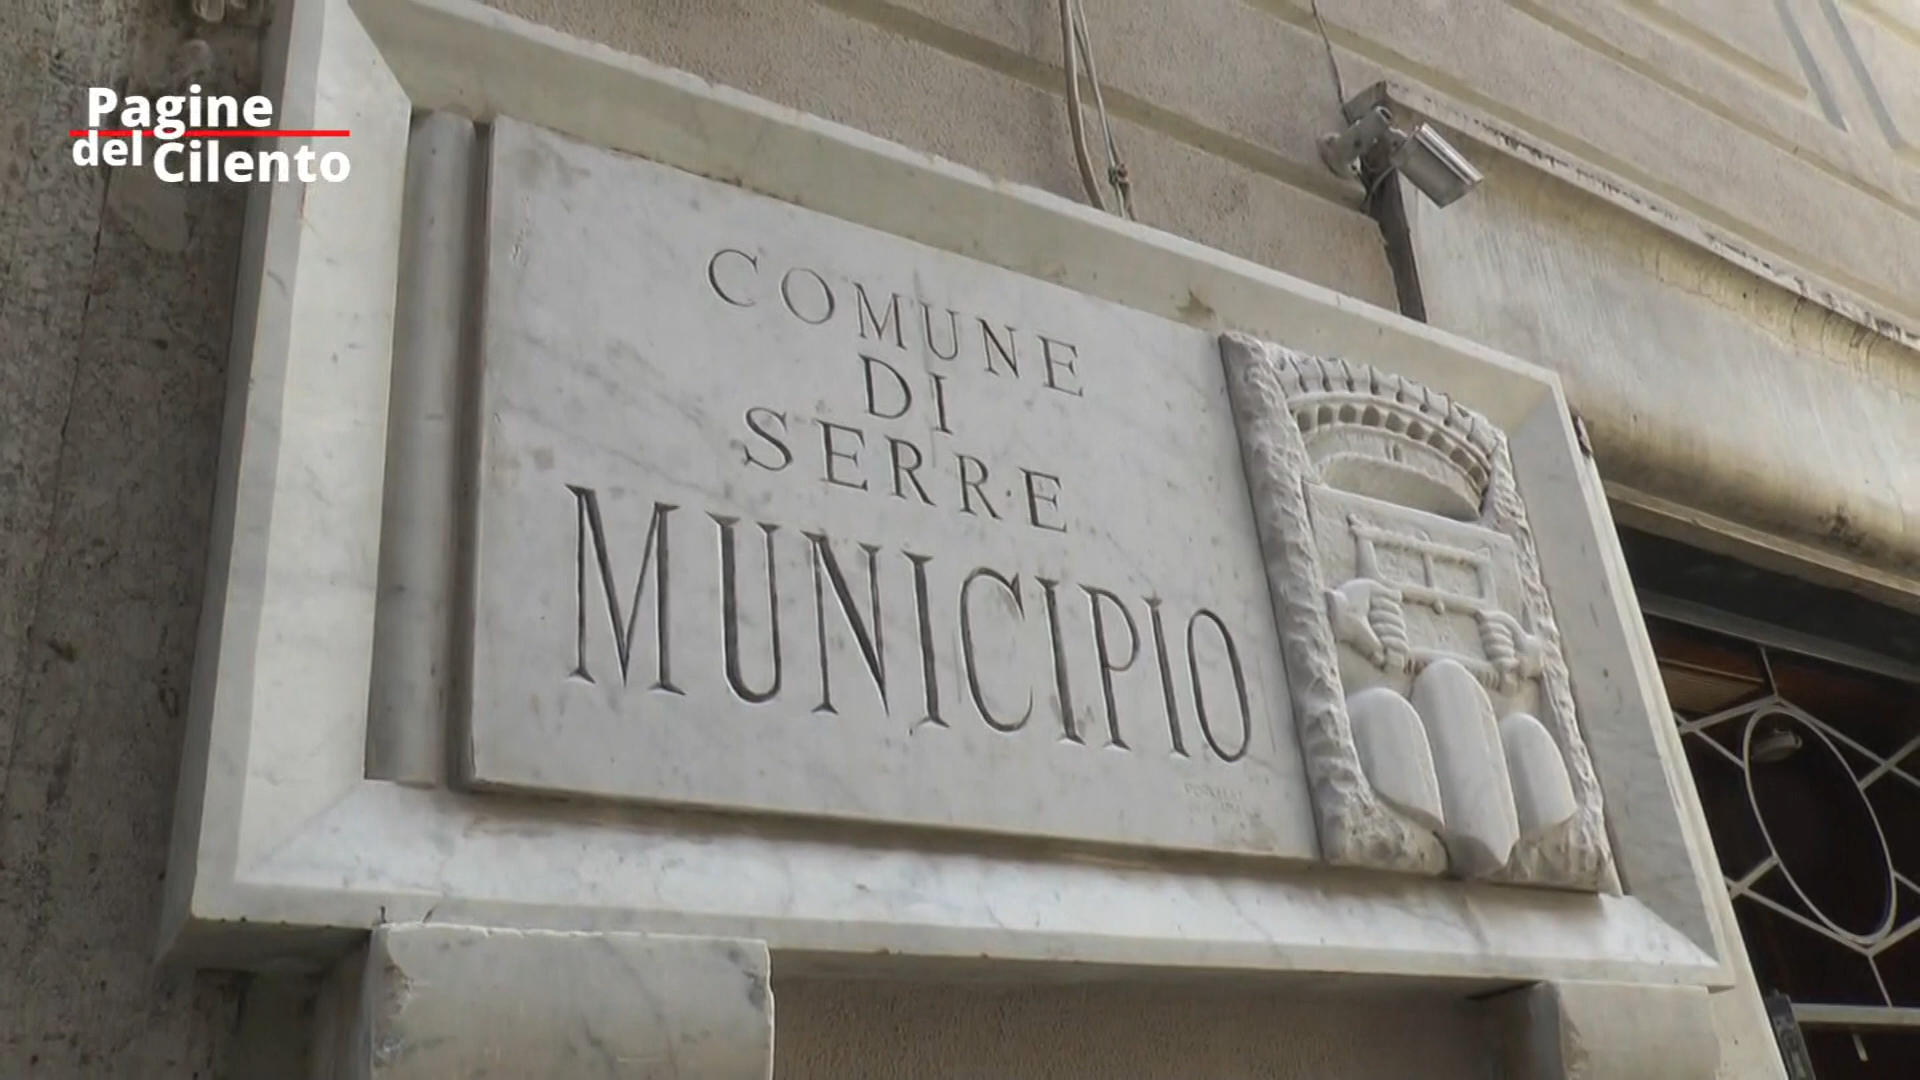 Pagine
del Cilento
COMUNE
DI
SERRE
MUNICIPIO